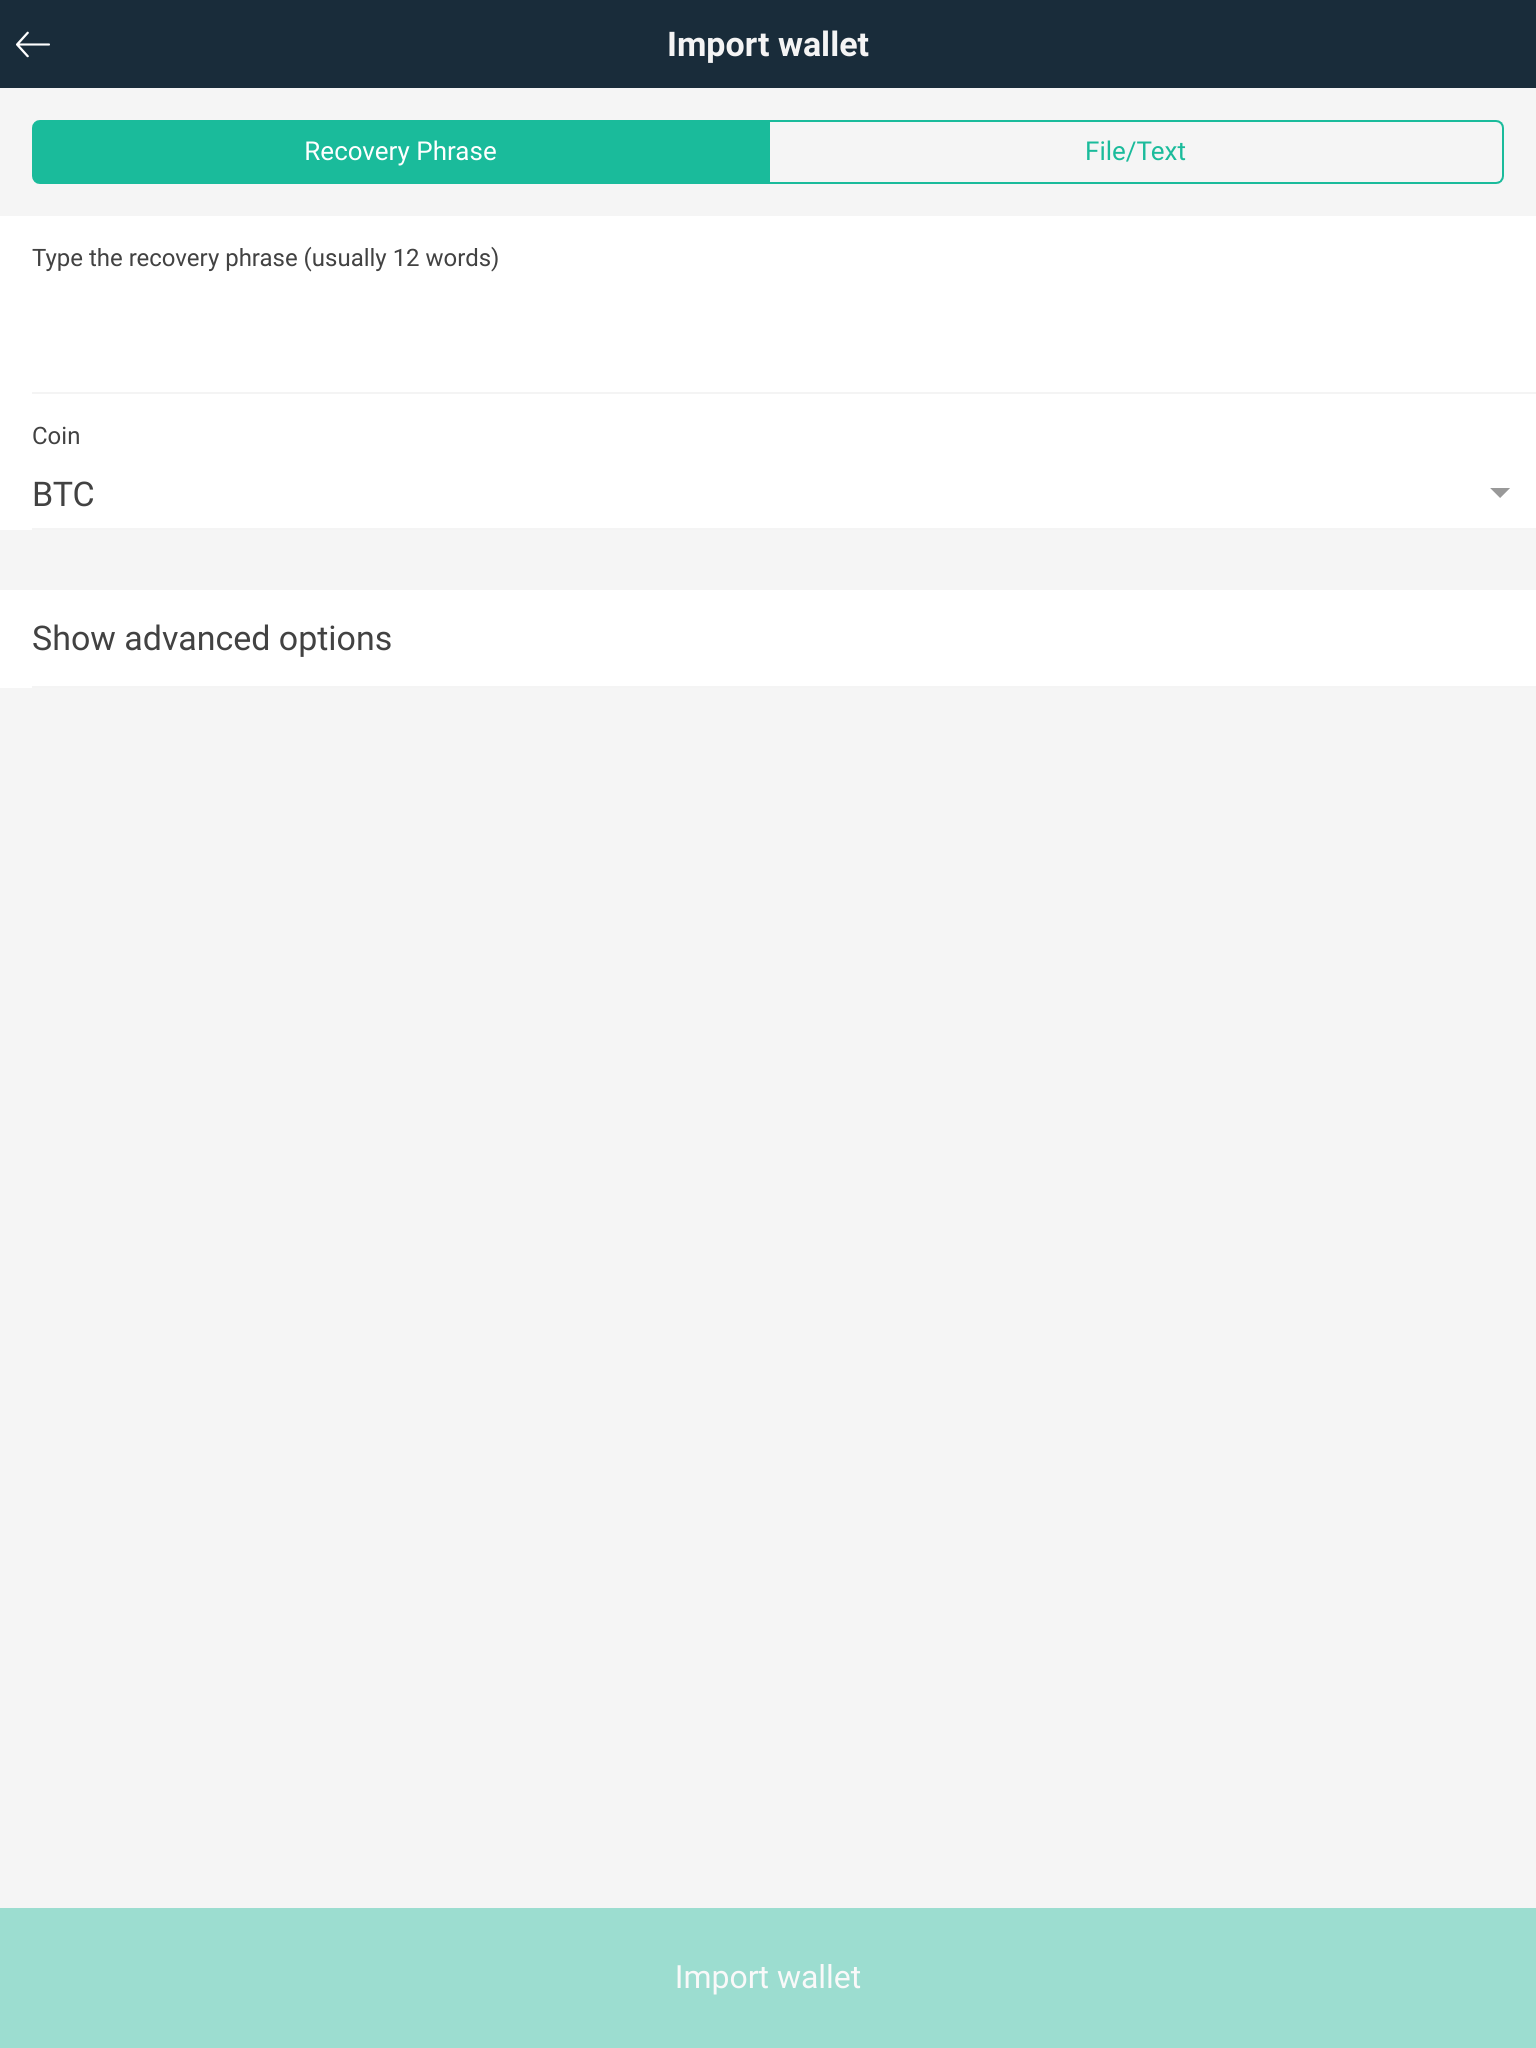 Import wallet
Recovery Phrase
File/Text
Type the recovery phrase (usually 12 words)
Coin
BTC
Show advanced options
Import wallet